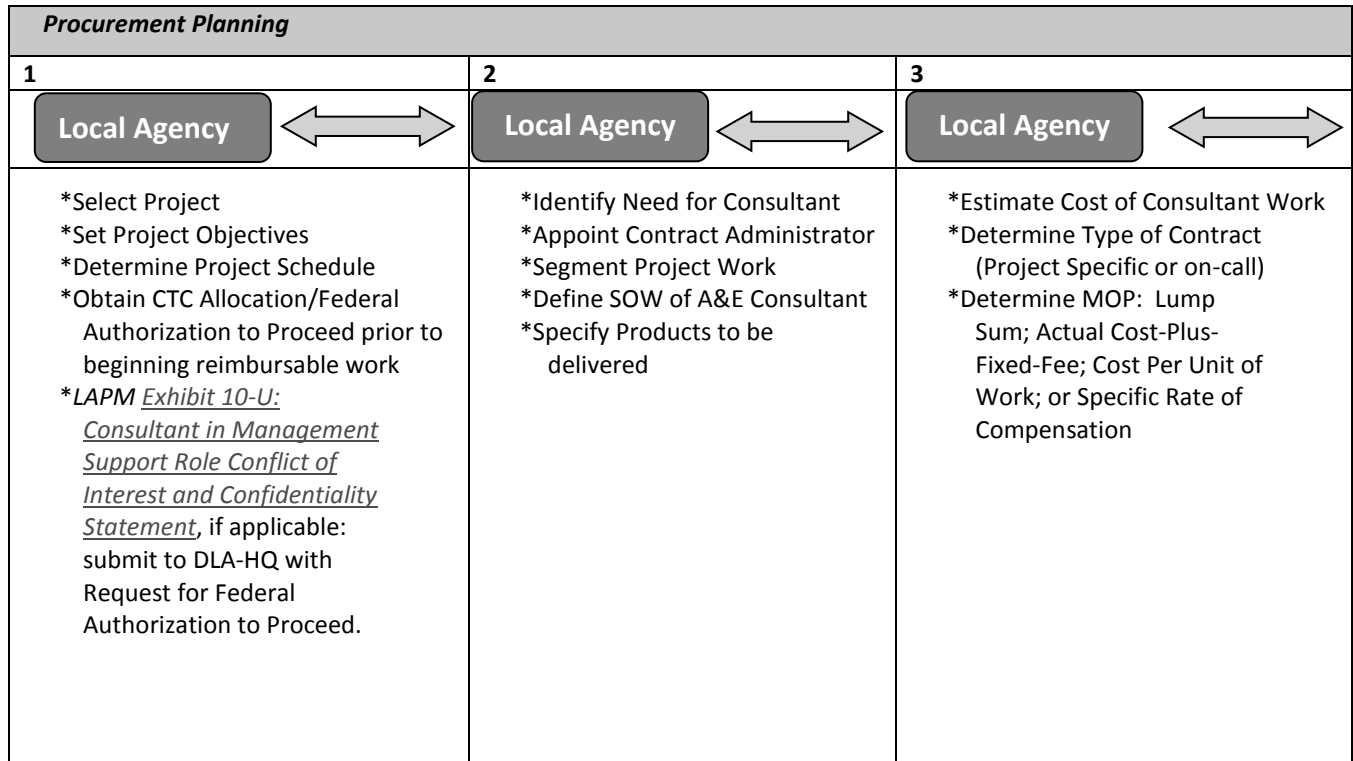 Procurement Planning
1
2
3
Local Agency
Local Agency
Local Agency
*Select Project
*Set Project Objectives
*Determine Project Schedule
*Obtain CTC Allocation/Federal
Authorization to Proceed prior to
beginning reimbursable work
*LAPM Exhibit 10-U:
Consultant in Management
Support Role Conflict of
Interest and Confidentiality
Statement, if applicable:
submit to DLA-HQ with
Request for Federal
Authorization to Proceed.
*Identify Need for Consultant
*Appoint Contract Administrator
*Segment Project Work
*Define SOW of A&E Consultant
*Specify Products to be
delivered
*Estimate Cost of Consultant Work
*Determine Type of Contract
(Project Specific or on-call)
*Determine MOP: Lump
Sum; Actual Cost-Plus-
Fixed-Fee; Cost Per Unit of
Work; or Specific Rate of
Compensation